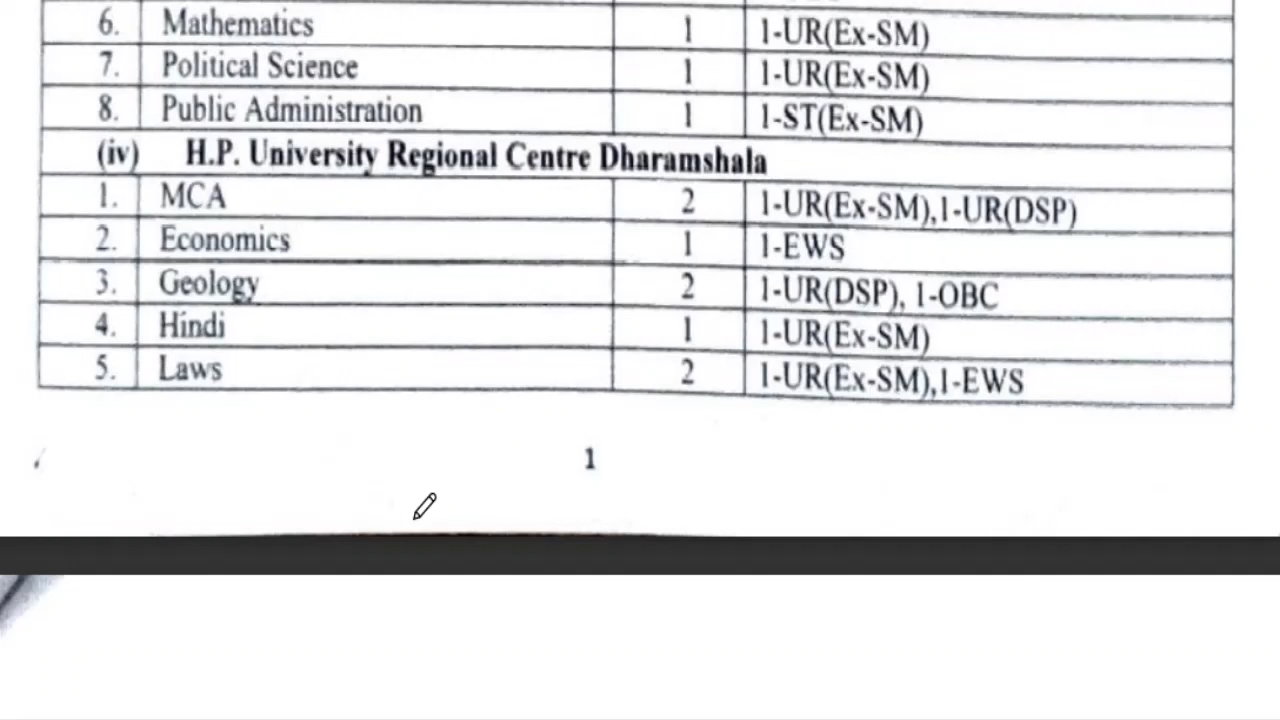 6. Mathematics 1 1-UR(Ex-SM)
7. Political Science 1 1-UR(Ex-SM)
8. Public Administration 1 1-ST(Ex-SM)
(iv) H.P. University Regional Centre Dharamshala
1. MCA 2 1-UR(Ex-SM),1-UR(DSP)
2. Economics 1 1-EWS
3. Geology 2 1-UR(DSP), 1-OBC
4. Hindi 1 1-UR(Ex-SM)
5. Laws 2 1-UR(Ex-SM),1-EWS
1